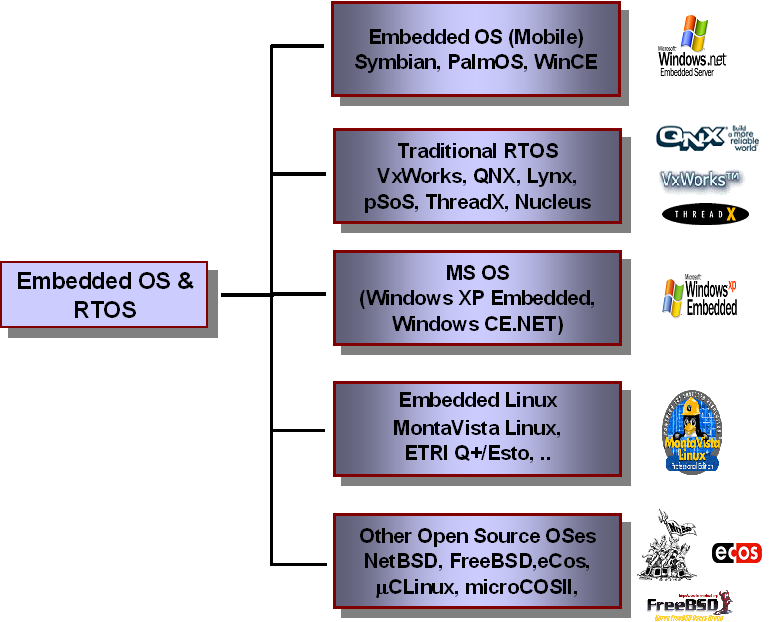 Embedded OS (Mobile)
Symbian, PalmOS, WinCE
Microsoft
Windows.net
Embedded Server
Traditional RTOS
VxWorks, QNX, Lynx,
pSoS, ThreadX, Nucleus
QNX Build a more reliable world
VxWorks™
THREADX
Embedded OS &
RTOS
MS OS
(Windows XP Embedded,
Windows CE.NET)
Microsoft
Windows xp
Embedded
Embedded Linux
MontaVista Linux,
ETRI Q+/Esto, ..
MontaVista
Linux
Professional Edition
Other Open Source OSes
NetBSD, FreeBSD,eCos,
μCLinux, microCOSII,
ecos
FreeBSD